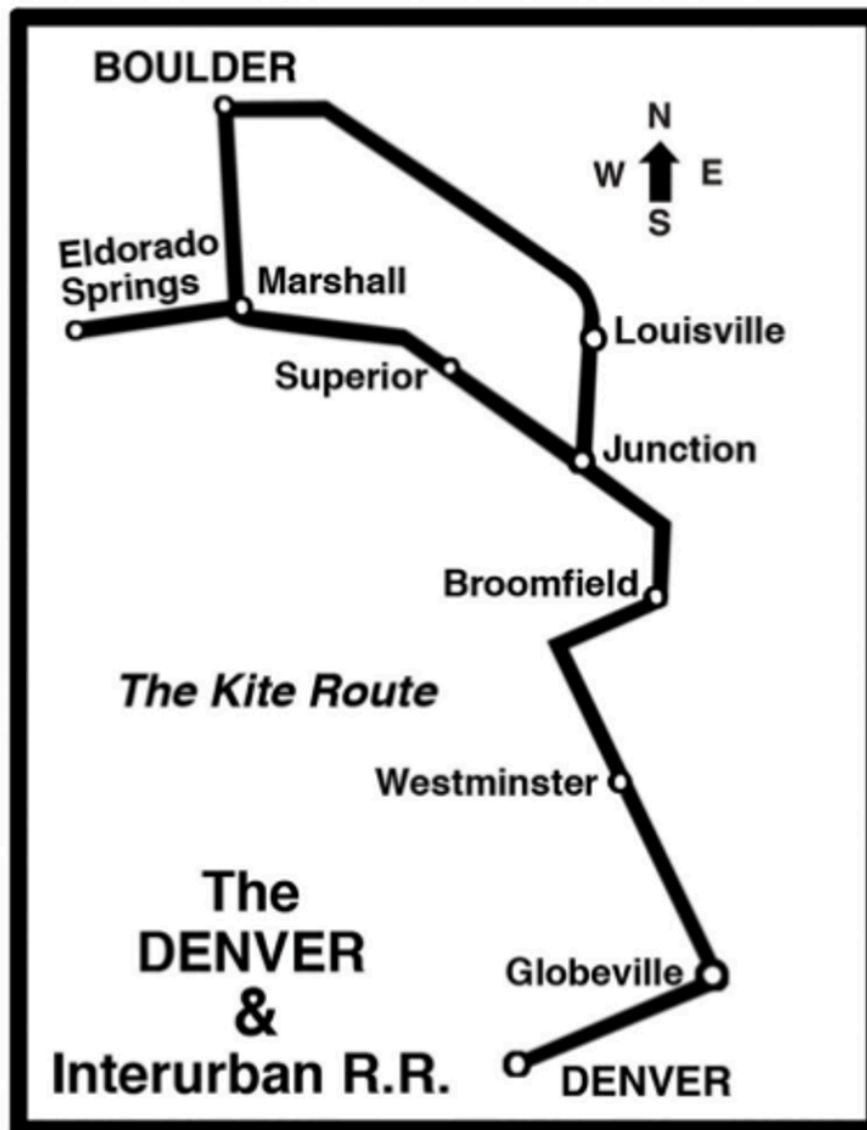 BOULDER
N
W E
S
Eldorado
Springs
Marshall
Louisville
Superior
Junction
Broomfield
The Kite Route
Westminster
The
DENVER
&
Interurban R.R.
Globeville
DENVER